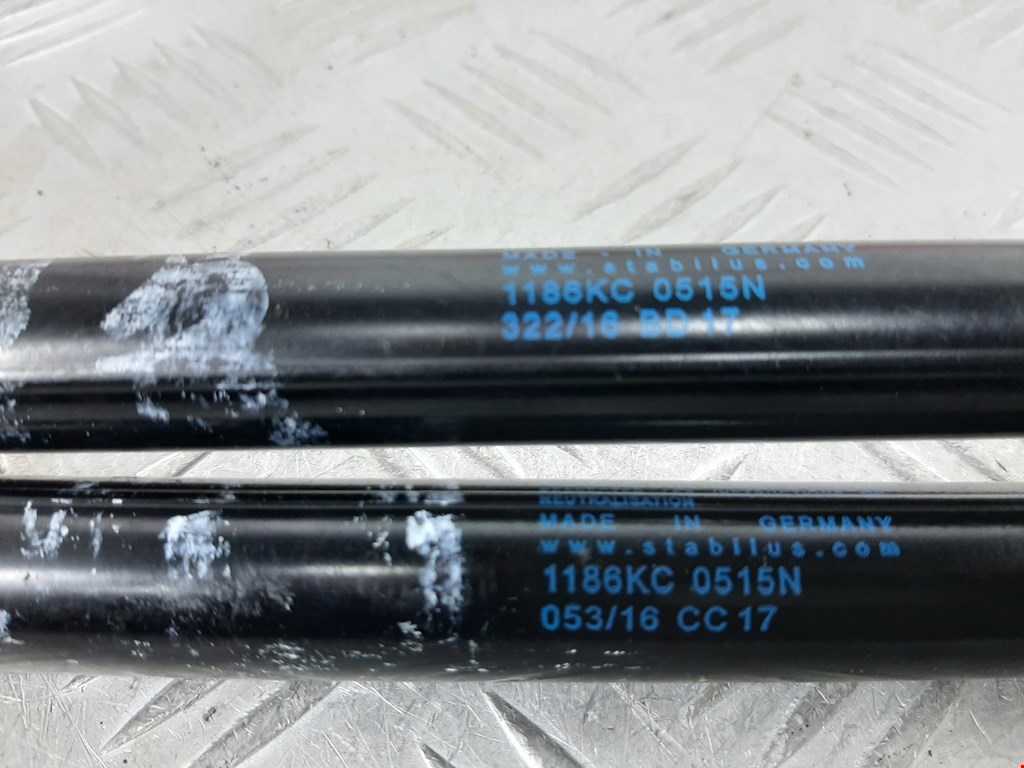 MADE - IN GERMANY
www.stabilus.com
1186KC 0515N
322/16 BD 17
NEUTRALISATION
MADE IN GERMANY
www.stabilus.com
1186KC 0515N
053/16 CC 17